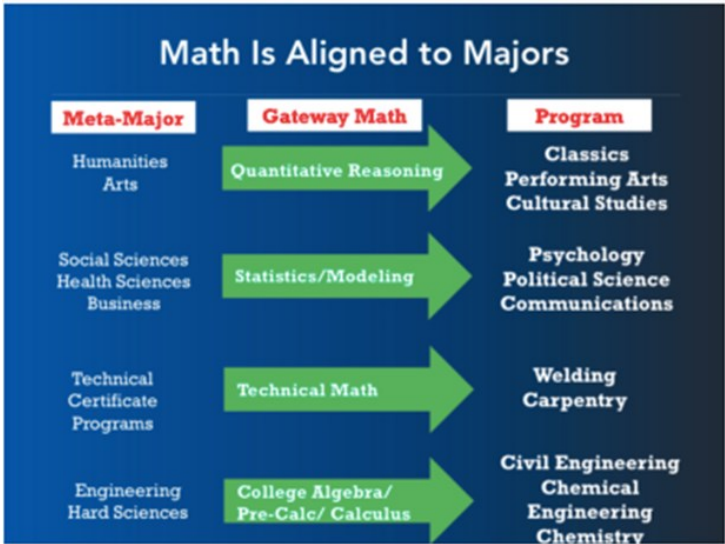 Math Is Aligned to Majors
Meta-Major
Gateway Math
Program
Humanities
Arts
Quantitative Reasoning
Classics
Performing Arts
Cultural Studies
Social Sciences
Health Sciences
Business
Statistics/Modeling
Psychology
Political Science
Communications
Technical
Certificate
Programs
Technical Math
Welding
Carpentry
Engineering
Hard Sciences
College Algebra/
Pre-Calc/ Calculus
Civil Engineering
Chemical
Engineering
Chemistry